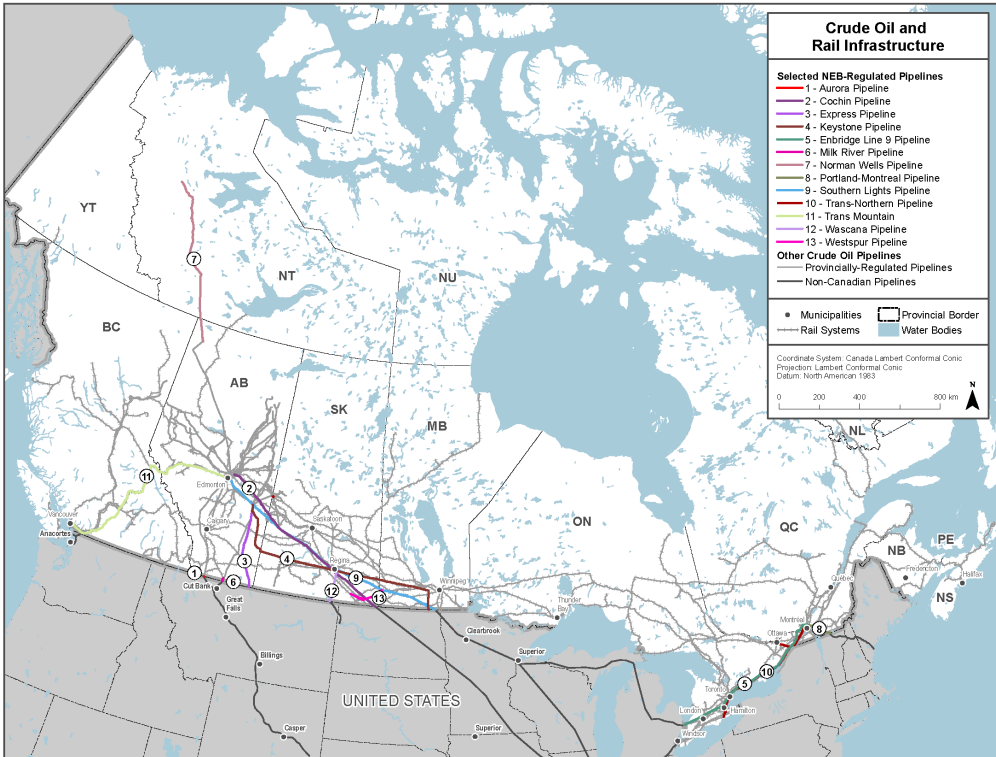 Crude Oil and
Rail Infrastructure
Selected NEB-Regulated Pipelines
1 - Aurora Pipeline
2 - Cochin Pipeline
3 - Express Pipeline
4 - Keystone Pipeline
5 - Enbridge Line 9 Pipeline
6 - Milk River Pipeline
7 - Norman Wells Pipeline
8 - Portland-Montreal Pipeline
9 - Southern Lights Pipeline
10 - Trans-Northern Pipeline
11 - Trans Mountain
12 - Wascana Pipeline
13 - Westspur Pipeline
Other Crude Oil Pipelines
Provincially-Regulated Pipelines
Non-Canadian Pipelines
Municipalities
Provincial Border
Rail Systems
Water Bodies
Coordinate System: Canada Lambert Conformal Conic
Projection: Lambert Conformal Conic
Datum: North American 1983
N
0 200 400 800 km
YT
7
NT
NU
BC
AB
SK
MB
NL
11
Edmonton
2
Vancouver
Anacortes
Calgary
Saskatoon
ON
QC
NB
PE
NS
Fredericton
Halifax
Québec
3
4
Regina
9
1
6
Cut Bank
12
13
Winnipeg
Great
Falls
Thunder
Bay
Montréal
8
Ottawa
Clearbrook
Superior
Billings
10
5
Toronto
Hamilton
London
Windsor
UNITED STATES
Casper
Superior